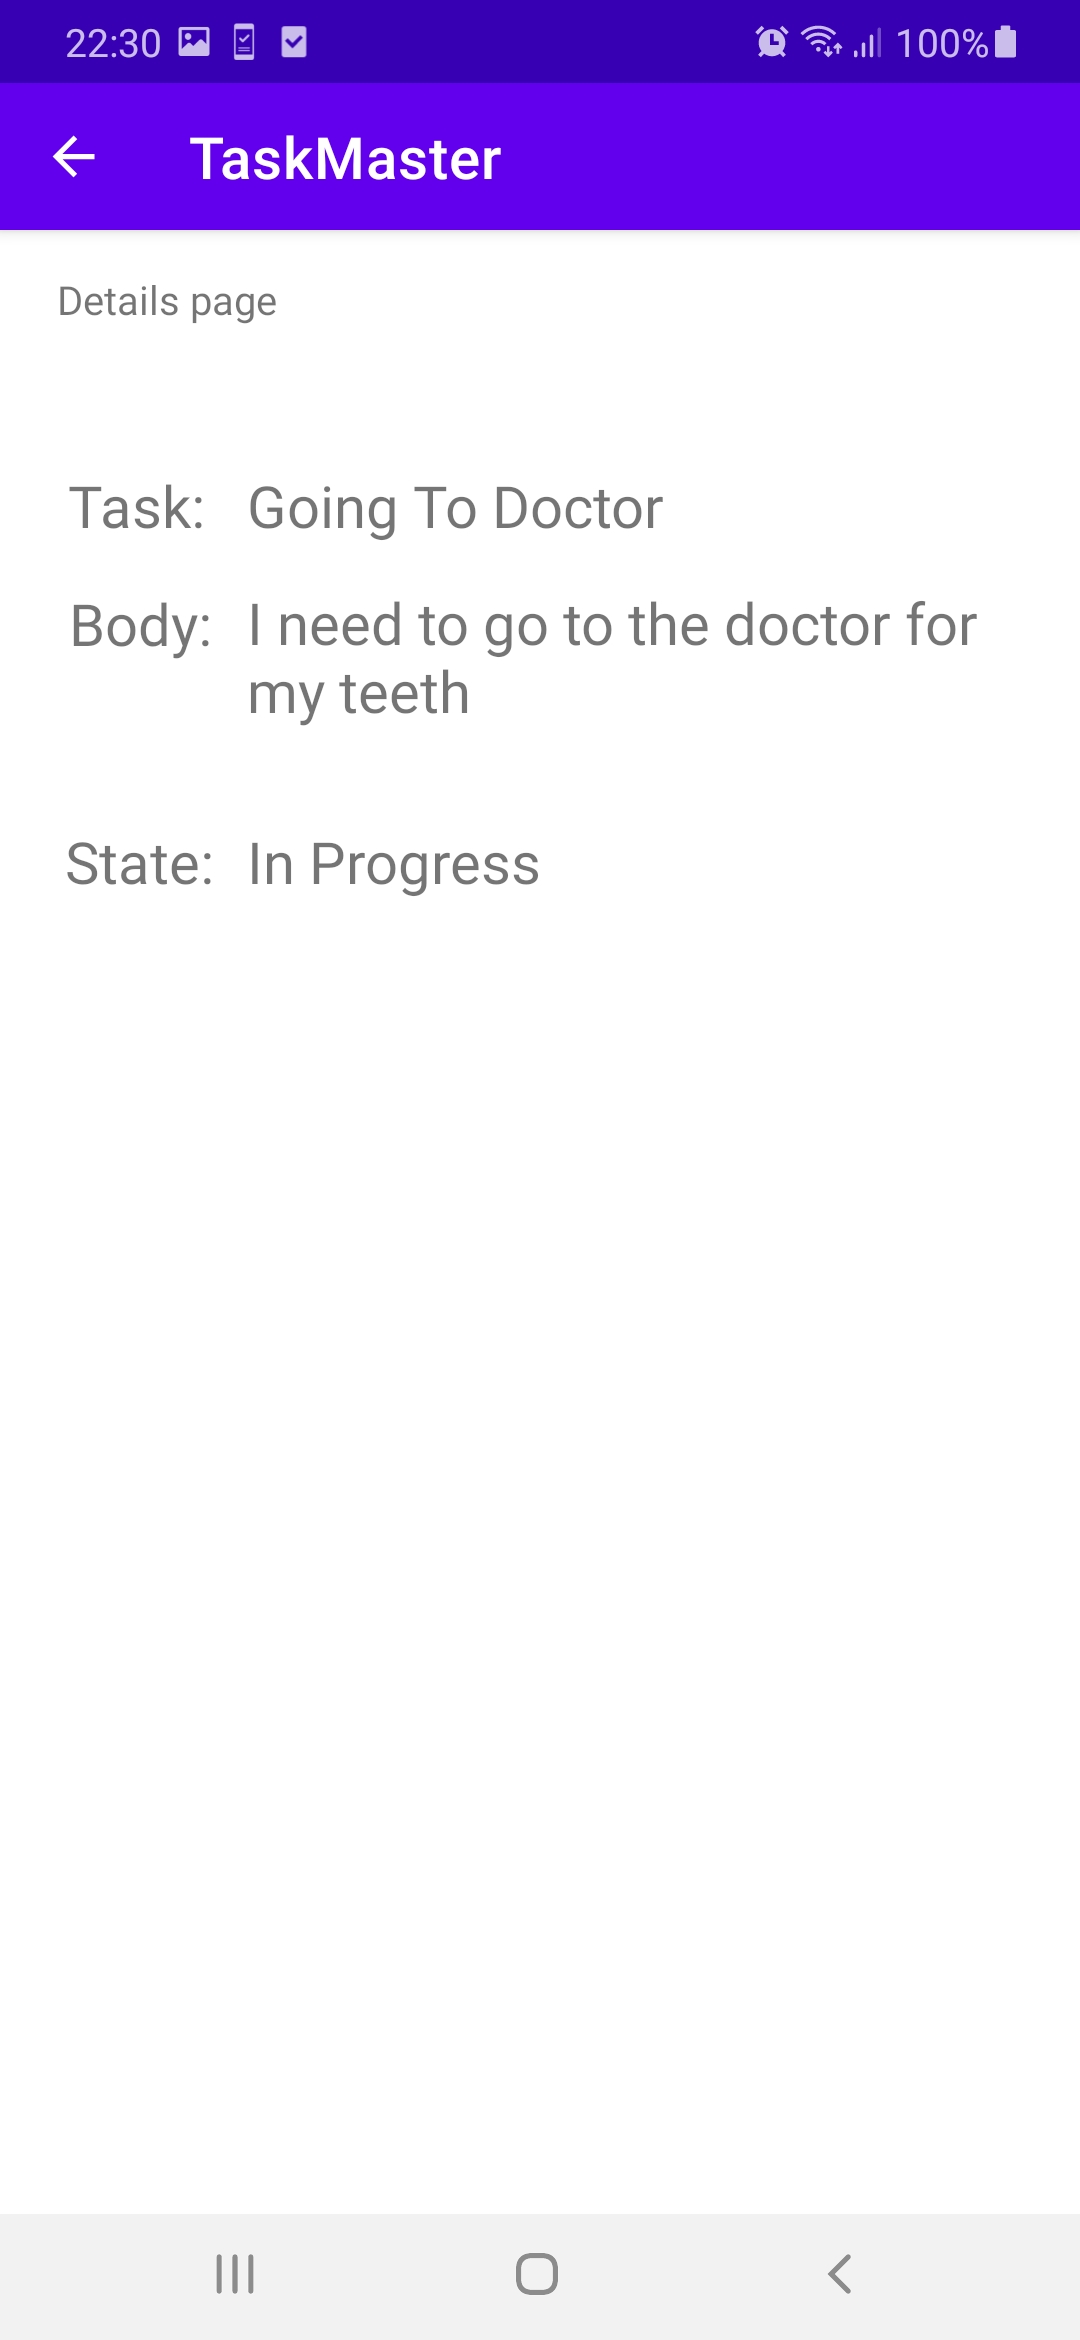 22:30 100%
TaskMaster
Details page
Task: Going To Doctor
Body: I need to go to the doctor for
my teeth
State: In Progress